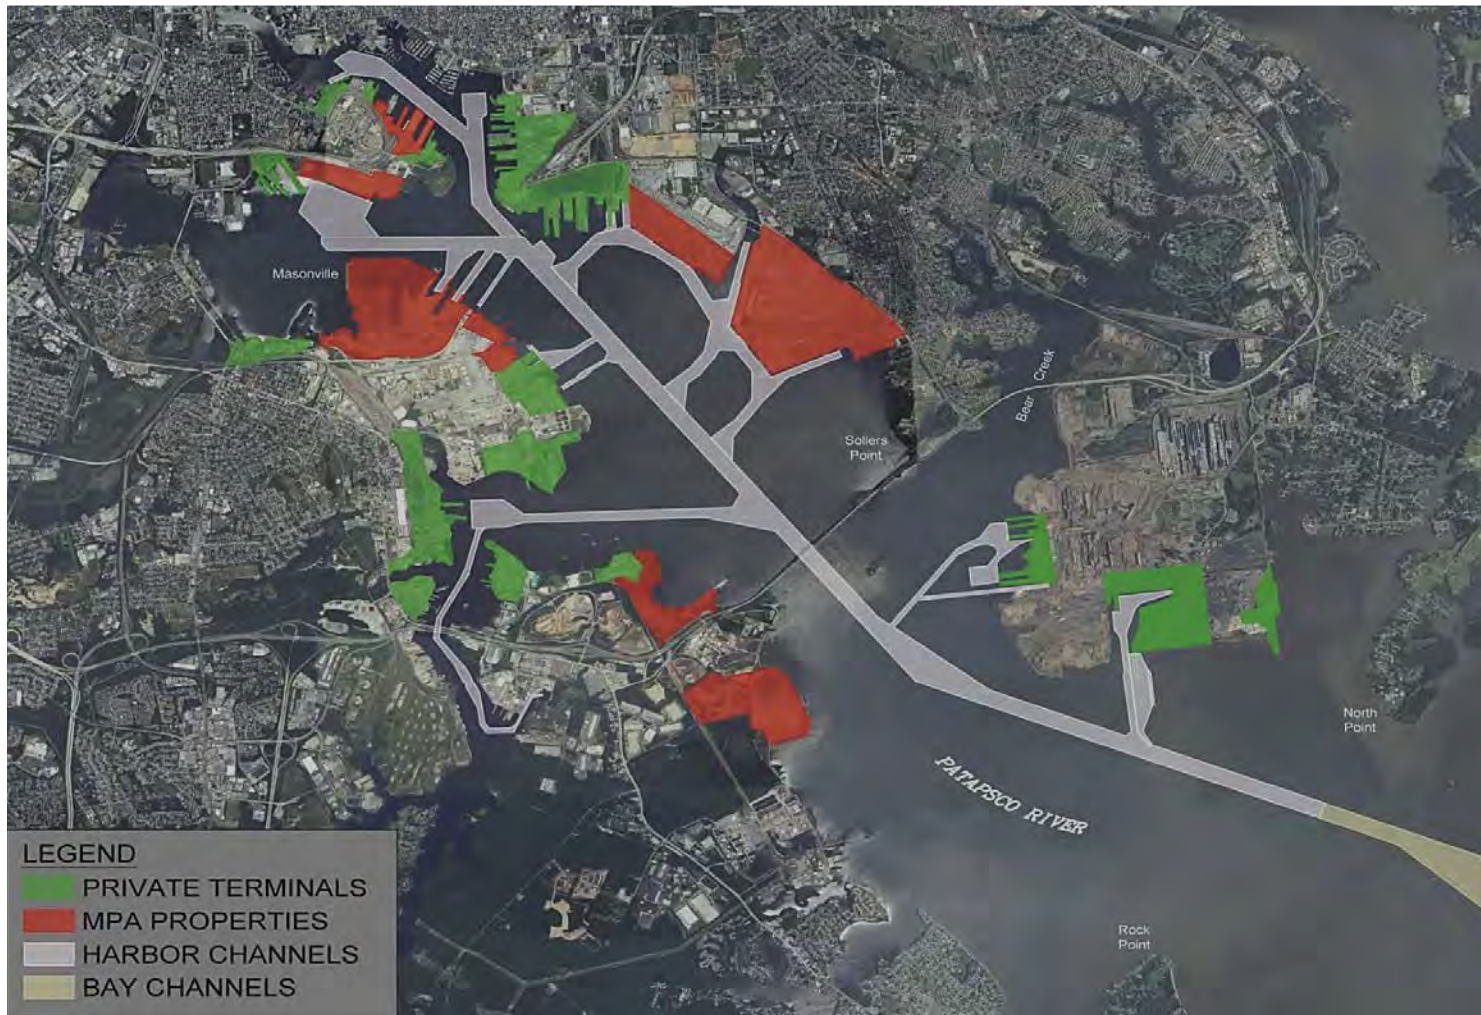 Masonville
Bear Creek
Sollers
Point
North
Point
PATAPSCO RIVER
Rock
Point
LEGEND
PRIVATE TERMINALS
MPA PROPERTIES
HARBOR CHANNELS
BAY CHANNELS